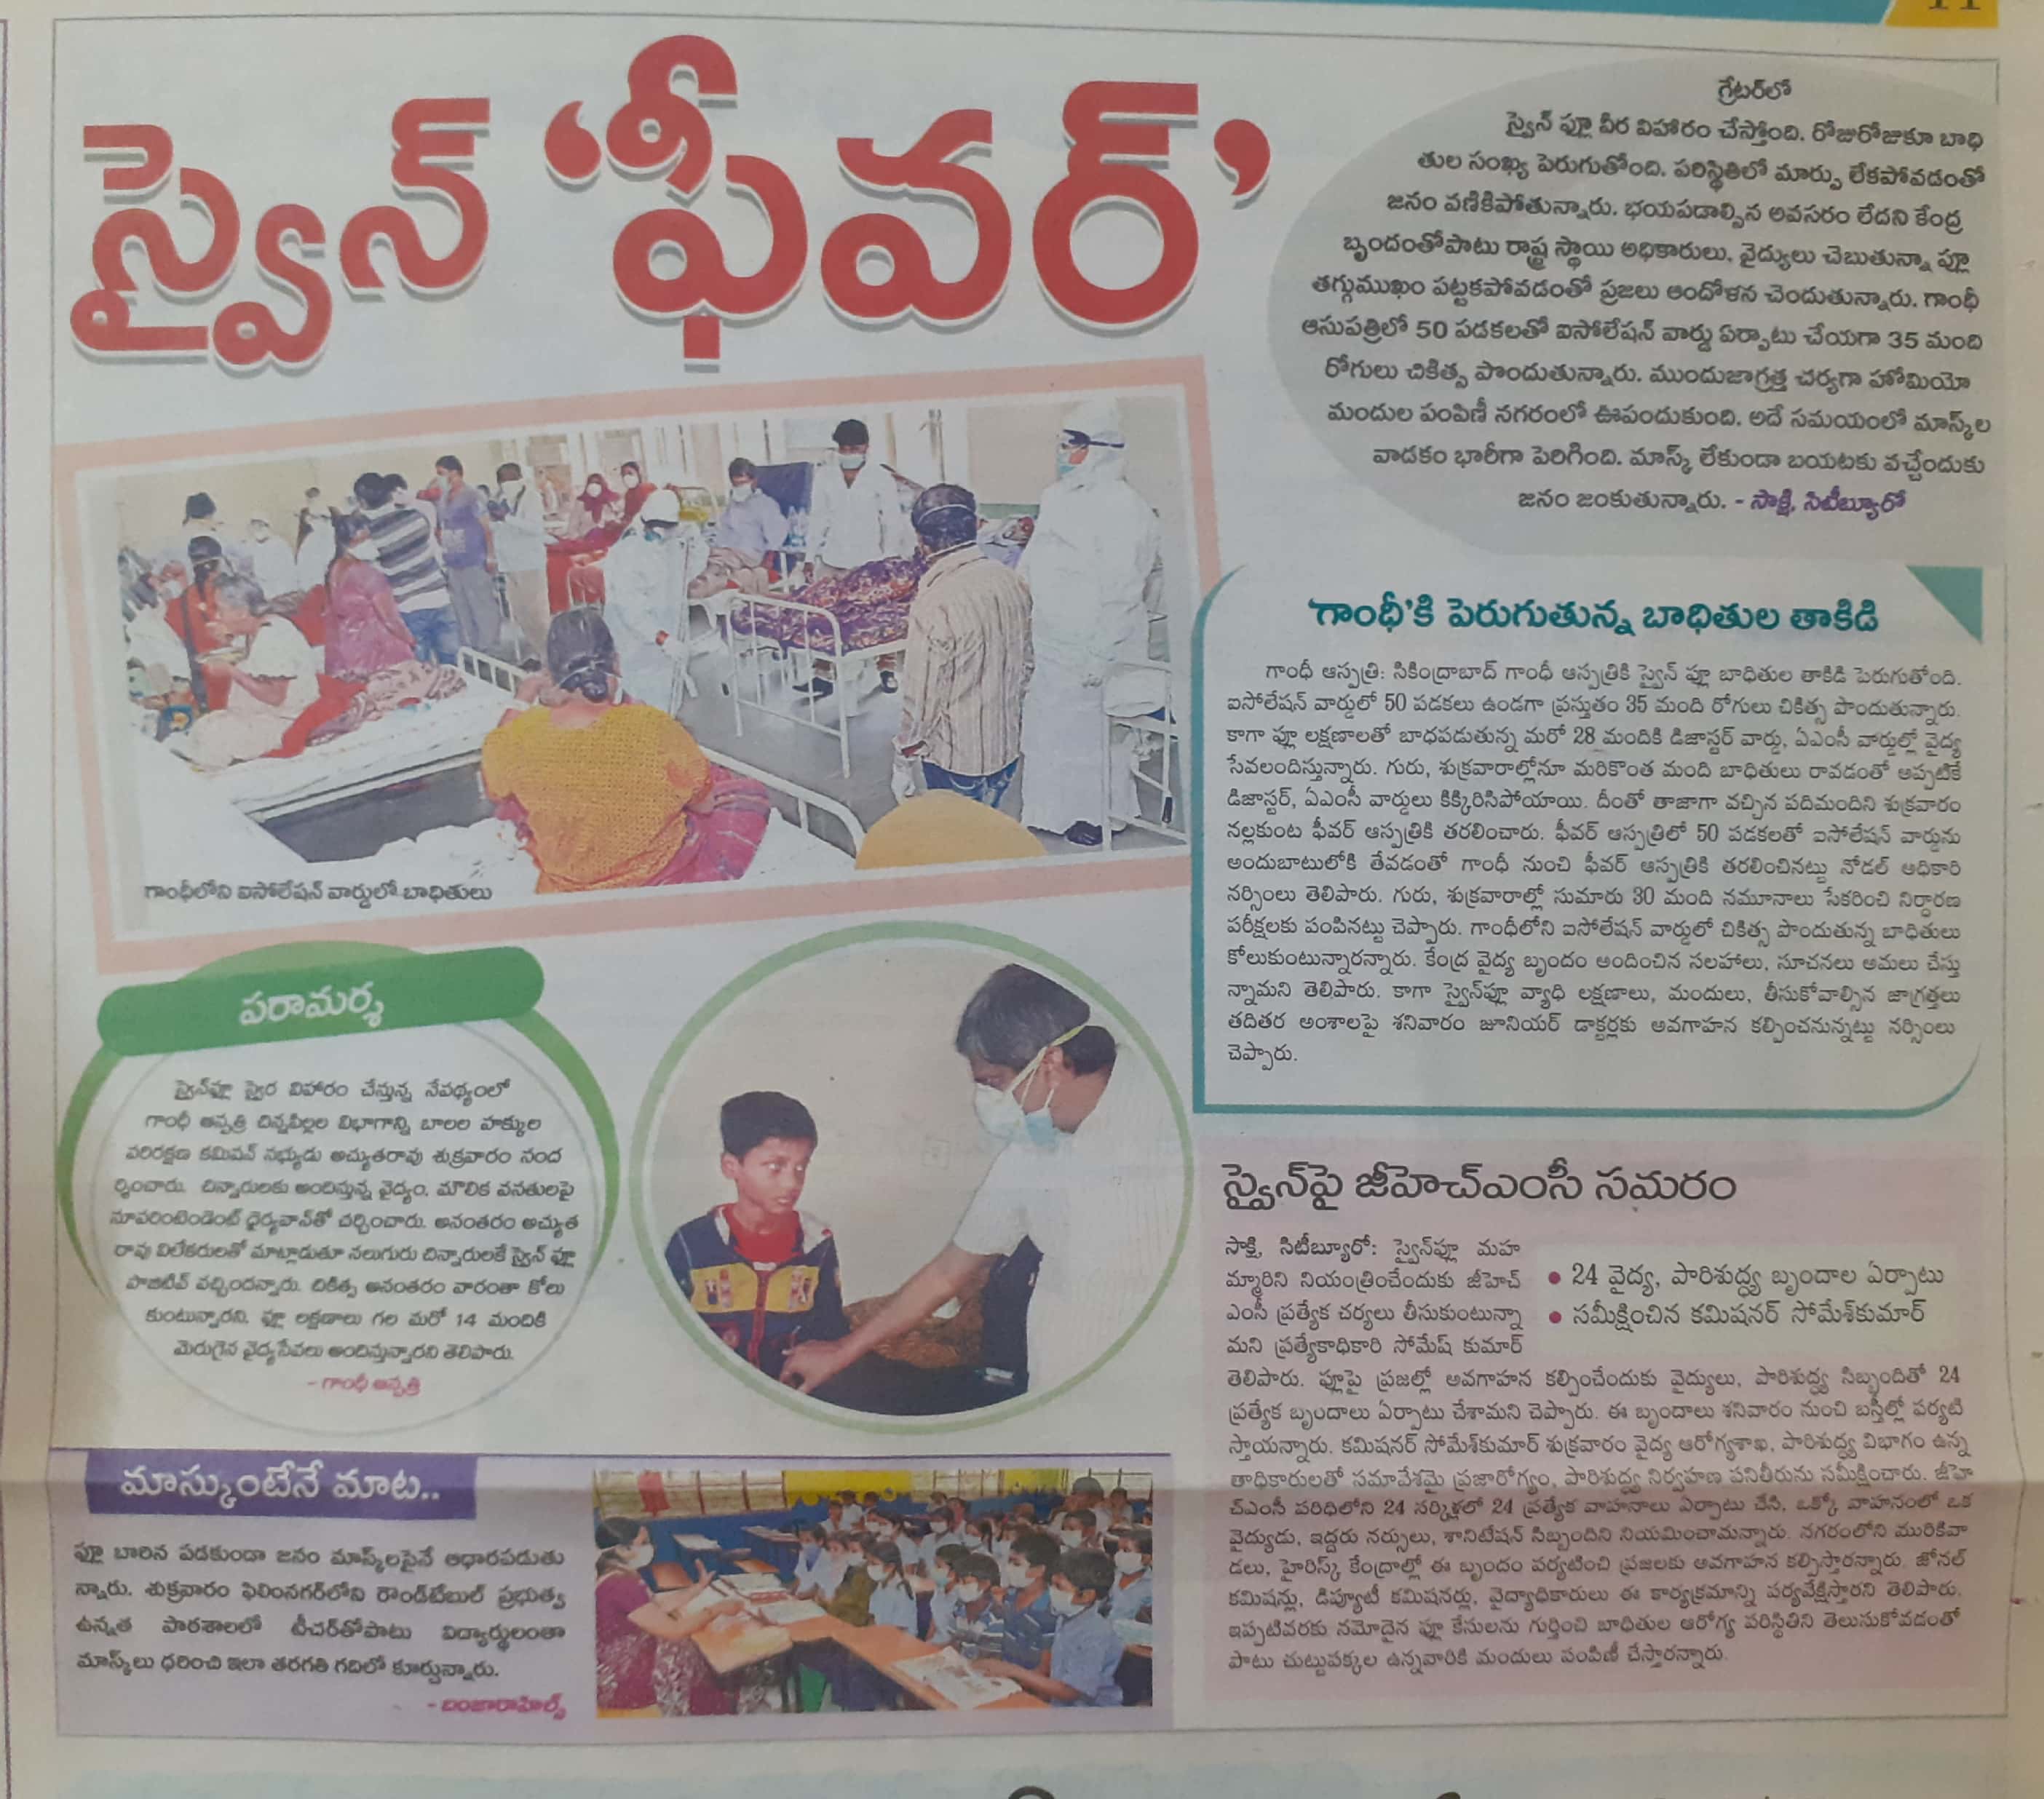 స్వైన్ ‘ఫీవర్’
గ్రేటర్‌లో
స్వైన్ ఫ్లూ వీర విహారం చేస్తోంది. రోజురోజుకూ బాధి
తుల సంఖ్య పెరుగుతోంది. పరిస్థితిలో మార్పు లేకపోవడంతో
జనం వణికిపోతున్నారు. భయపడాల్సిన అవసరం లేదని కేంద్ర
బృందంతోపాటు రాష్ట్ర స్థాయి అధికారులు, వైద్యులు చెబుతున్నా ఫ్లూ
తగ్గుముఖం పట్టకపోవడంతో ప్రజలు ఆందోళన చెందుతున్నారు. గాంధీ
ఆసుపత్రిలో 50 పడకలతో ఐసోలేషన్ వార్డు ఏర్పాటు చేయగా 35 మంది
రోగులు చికిత్స పొందుతున్నారు. ముందుజాగ్రత్త చర్యగా హోమియో
మందుల పంపిణీ నగరంలో ఊపందుకుంది. అదే సమయంలో మాస్క్‌ల
వాడకం భారీగా పెరిగింది. మాస్క్ లేకుండా బయటకు వచ్చేందుకు
జనం జంకుతున్నారు. - సాక్షి, సిటీబ్యూరో
గాంధీలోని ఐసోలేషన్ వార్డులో బాధితులు
‘గాంధీ’కి పెరుగుతున్న బాధితుల తాకిడి
గాంధీ ఆస్పత్రి: సికింద్రాబాద్ గాంధీ ఆస్పత్రికి స్వైన్ ఫ్లూ బాధితుల తాకిడి పెరుగుతోంది.
ఐసోలేషన్ వార్డులో 50 పడకలు ఉండగా ప్రస్తుతం 35 మంది రోగులు చికిత్స పొందుతున్నారు.
కాగా ఫ్లూ లక్షణాలతో బాధపడుతున్న మరో 28 మందికి డిజాస్టర్ వార్డు, ఏఎంసీ వార్డుల్లో వైద్య
సేవలందిస్తున్నారు. గురు, శుక్రవారాల్లోనూ మరికొంత మంది బాధితులు రావడంతో అప్పటికే
డిజాస్టర్, ఏఎంసీ వార్డులు కిక్కిరిసిపోయాయి. దీంతో తాజాగా వచ్చిన పదిమందిని శుక్రవారం
నల్లకుంట ఫీవర్ ఆస్పత్రికి తరలించారు. ఫీవర్ ఆస్పత్రిలో 50 పడకలతో ఐసోలేషన్ వార్డును
అందుబాటులోకి తేవడంతో గాంధీ నుంచి ఫీవర్ ఆస్పత్రికి తరలించినట్టు నోడల్ అధికారి
నర్సింలు తెలిపారు. గురు, శుక్రవారాల్లో సుమారు 30 మంది నమూనాలు సేకరించి నిర్ధారణ
పరీక్షలకు పంపినట్టు చెప్పారు. గాంధీలోని ఐసోలేషన్ వార్డులో చికిత్స పొందుతున్న బాధితులు
కోలుకుంటున్నారన్నారు. కేంద్ర వైద్య బృందం అందించిన సలహాలు, సూచనలు అమలు చేస్తు
న్నామని తెలిపారు. కాగా స్వైన్‌ఫ్లూ వ్యాధి లక్షణాలు, మందులు, తీసుకోవాల్సిన జాగ్రత్తలు
తదితర అంశాలపై శనివారం జూనియర్ డాక్టర్లకు అవగాహన కల్పించనున్నట్టు నర్సింలు
చెప్పారు.
పరామర్శ
స్వైన్‌ఫ్లూ స్వైర విహారం చేస్తున్న నేపథ్యంలో
గాంధీ ఆస్పత్రి చిన్నపిల్లల విభాగాన్ని బాలల హక్కుల
పరిరక్షణ కమిషన్ సభ్యుడు అచ్యుతరావు శుక్రవారం సంద
ర్శించారు. చిన్నారులకు అందిస్తున్న వైద్యం, మౌలిక వసతులపై
సూపరింటెండెంట్ ధైర్యవాన్‌తో చర్చించారు. అనంతరం అచ్యుత
రావు విలేకరులతో మాట్లాడుతూ నలుగురు చిన్నారులకే స్వైన్ ఫ్లూ
పాజిటివ్ వచ్చిందన్నారు. చికిత్స అనంతరం వారంతా కోలు
కుంటున్నారని, ఫ్లూ లక్షణాలు గల మరో 14 మందికి
మెరుగైన వైద్యసేవలు అందిస్తున్నారని తెలిపారు.
- గాంధీ ఆస్పత్రి
మాస్కుంటేనే మాట..
ఫ్లూ బారిన పడకుండా జనం మాస్క్‌లపైనే ఆధారపడుతు
న్నారు. శుక్రవారం ఫిలింనగర్‌లోని రౌండ్‌టేబుల్ ప్రభుత్వ
ఉన్నత పాఠశాలలో టీచర్‌తోపాటు విద్యార్థులంతా
మాస్క్‌లు ధరించి ఇలా తరగతి గదిలో కూర్చున్నారు.
- బంజారాహిల్స్
స్వైన్‌పై జీహెచ్‌ఎంసీ సమరం
● 24 వైద్య, పారిశుద్ధ్య బృందాల ఏర్పాటు
● సమీక్షించిన కమిషనర్ సోమేశ్‌కుమార్
సాక్షి, సిటీబ్యూరో: స్వైన్‌ఫ్లూ మహ
మ్మారిని నియంత్రించేందుకు జీహెచ్
ఎంసీ ప్రత్యేక చర్యలు తీసుకుంటున్నా
మని ప్రత్యేకాధికారి సోమేష్ కుమార్
తెలిపారు. ఫ్లూపై ప్రజల్లో అవగాహన కల్పించేందుకు వైద్యులు, పారిశుద్ధ్య సిబ్బందితో 24
ప్రత్యేక బృందాలు ఏర్పాటు చేశామని చెప్పారు. ఈ బృందాలు శనివారం నుంచి బస్తీల్లో పర్యటి
స్తాయన్నారు. కమిషనర్ సోమేశ్‌కుమార్ శుక్రవారం వైద్య ఆరోగ్యశాఖ, పారిశుద్ధ్య విభాగం ఉన్న
తాధికారులతో సమావేశమై ప్రజారోగ్యం, పారిశుద్ధ్య నిర్వహణ పనితీరును సమీక్షించారు. జీహె
చ్‌ఎంసీ పరిధిలోని 24 సర్కిళ్లలో 24 ప్రత్యేక వాహనాలు ఏర్పాటు చేసి, ఒక్కో వాహనంలో ఒక
వైద్యుడు, ఇద్దరు నర్సులు, శానిటేషన్ సిబ్బందిని నియమించామన్నారు. నగరంలోని మురికివా
డలు, హైరిస్క్ కేంద్రాల్లో ఈ బృందం పర్యటించి ప్రజలకు అవగాహన కల్పిస్తారన్నారు. జోనల్
కమిషన్లు, డిప్యూటీ కమిషనర్లు, వైద్యాధికారులు ఈ కార్యక్రమాన్ని పర్యవేక్షిస్తారని తెలిపారు.
ఇప్పటివరకు నమోదైన ఫ్లూ కేసులను గుర్తించి బాధితుల ఆరోగ్య పరిస్థితిని తెలుసుకోవడంతో
పాటు చుట్టుపక్కల ఉన్నవారికి మందులు పంపిణీ చేస్తారన్నారు.